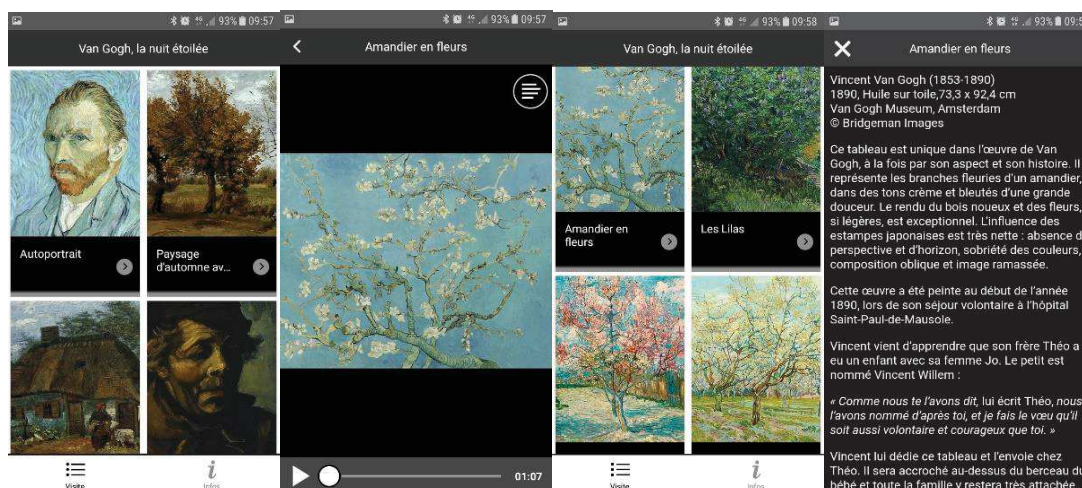 93% 09:57
Van Gogh, la nuit étoilée
Autoportrait
Paysage
d'automne av...
Visite
Infos
93% 09:57
Amandier en fleurs
01:07
93% 09:58
Van Gogh, la nuit étoilée
Amandier en
fleurs
Les Lilas
Visite
Infos
93%
Amandier en fleurs
Vincent Van Gogh (1853-1890)
1890, Huile sur toile,73,3 x 92,4 cm
Van Gogh Museum, Amsterdam
© Bridgeman Images
Ce tableau est unique dans l'œuvre de Van
Gogh, à la fois par son aspect et son histoire. Il
représente les branches fleuries d'un amandier,
dans des tons crème et bleutés d'une grande
douceur. Le rendu du bois noueux et des fleurs,
si légères, est exceptionnel. L'influence des
estampes japonaises est très nette : absence d
perspective et d'horizon, sobriété des couleurs,
composition oblique et image ramassée.
Cette œuvre a été peinte au début de l'année
1890, lors de son séjour volontaire à l'hôpital
Saint-Paul-de-Mausole.
Vincent vient d'apprendre que son frère Théo a
eu un enfant avec sa femme Jo. Le petit est
nommé Vincent Willem :
« Comme nous te l'avons dit, lui écrit Théo, nous
l'avons nommé d'après toi, et je fais le vœu qu'il
soit aussi volontaire et courageux que toi. »
Vincent lui dédie ce tableau et l'envoie chez
Théo. Il sera accroché au-dessus du berceau du
bébé et toute la famille y restera très attachée